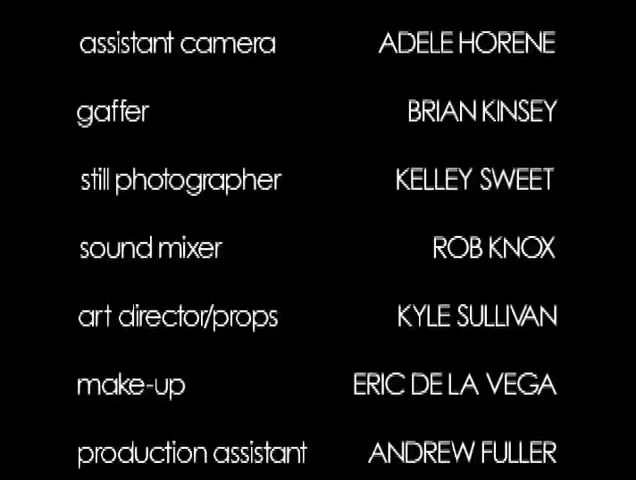 assistant camera ADELE HORENE
gaffer BRIAN KINSEY
still photographer KELLEY SWEET
sound mixer ROB KNOX
art director/props KYLE SULLIVAN
make-up ERIC DE LA VEGA
production assistant ANDREW FULLER